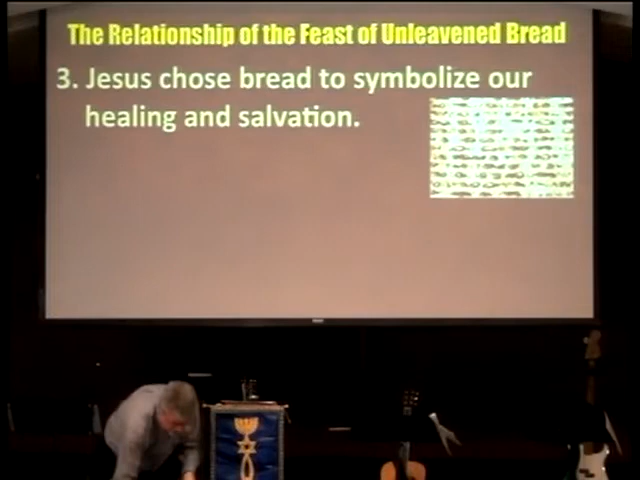 The Relationship of the Feast of Unleavened Bread
3. Jesus chose bread to symbolize our
healing and salvation.